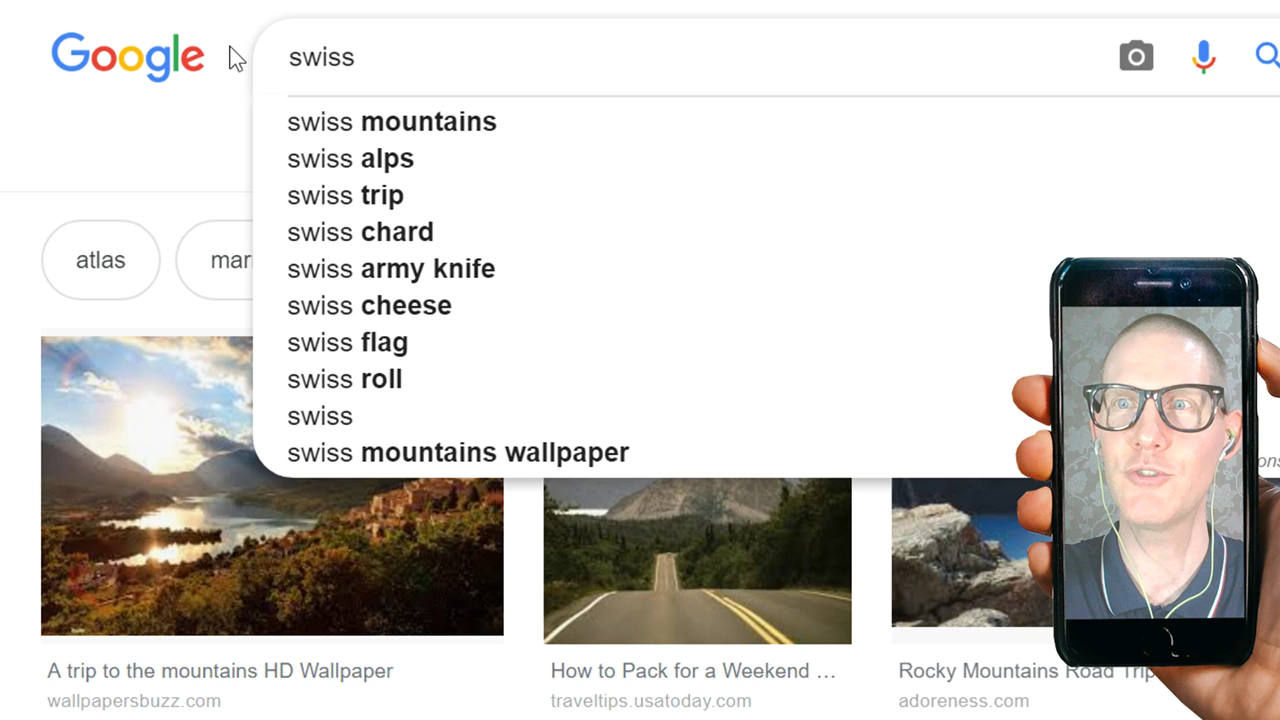 Google
swiss
swiss mountains
swiss alps
swiss trip
swiss chard
swiss army knife
swiss cheese
swiss flag
swiss roll
swiss
swiss mountains wallpaper
atlas
A trip to the mountains HD Wallpaper
wallpapersbuzz.com
How to Pack for a Weekend …
traveltips.usatoday.com
Rocky Mountains Road Trip
adoreness.com